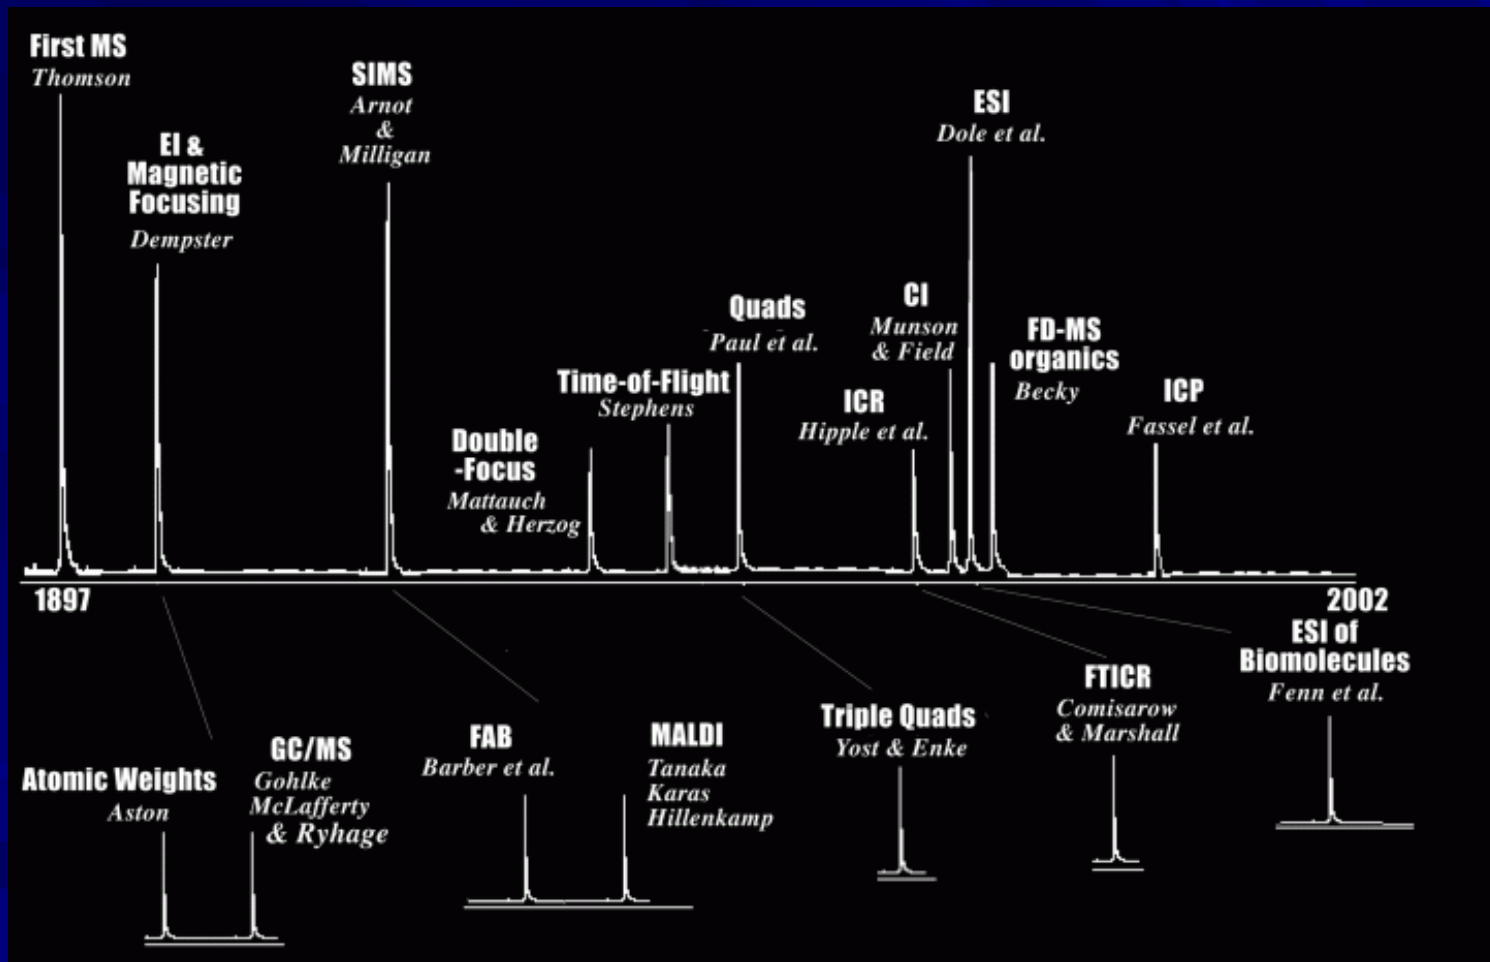 First MS
Thomson
EI &
Magnetic
Focusing
Dempster
SIMS
Arnot
&
Milligan
Double
-Focus
Mattauch
& Herzog
Time-of-Flight
Stephens
Quads
Paul et al.
ICR
Hipple et al.
CI
Munson
& Field
ESI
Dole et al.
FD-MS
organics
Becky
ICP
Fassel et al.
1897
2002
Atomic Weights
Aston
GC/MS
Gohlke
McLafferty
& Ryhage
FAB
Barber et al.
MALDI
Tanaka
Karas
Hillenkamp
Triple Quads
Yost & Enke
FTICR
Comisarow
& Marshall
ESI of
Biomolecules
Fenn et al.